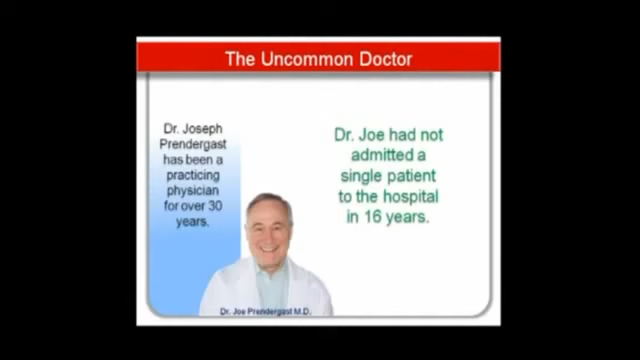 The Uncommon Doctor
Dr. Joseph
Prendergast
has been a
practicing
physician
for over 30
years.
Dr. Joe had not
admitted a
single patient
to the hospital
in 16 years.
Dr. Joe Prendergast M.D.